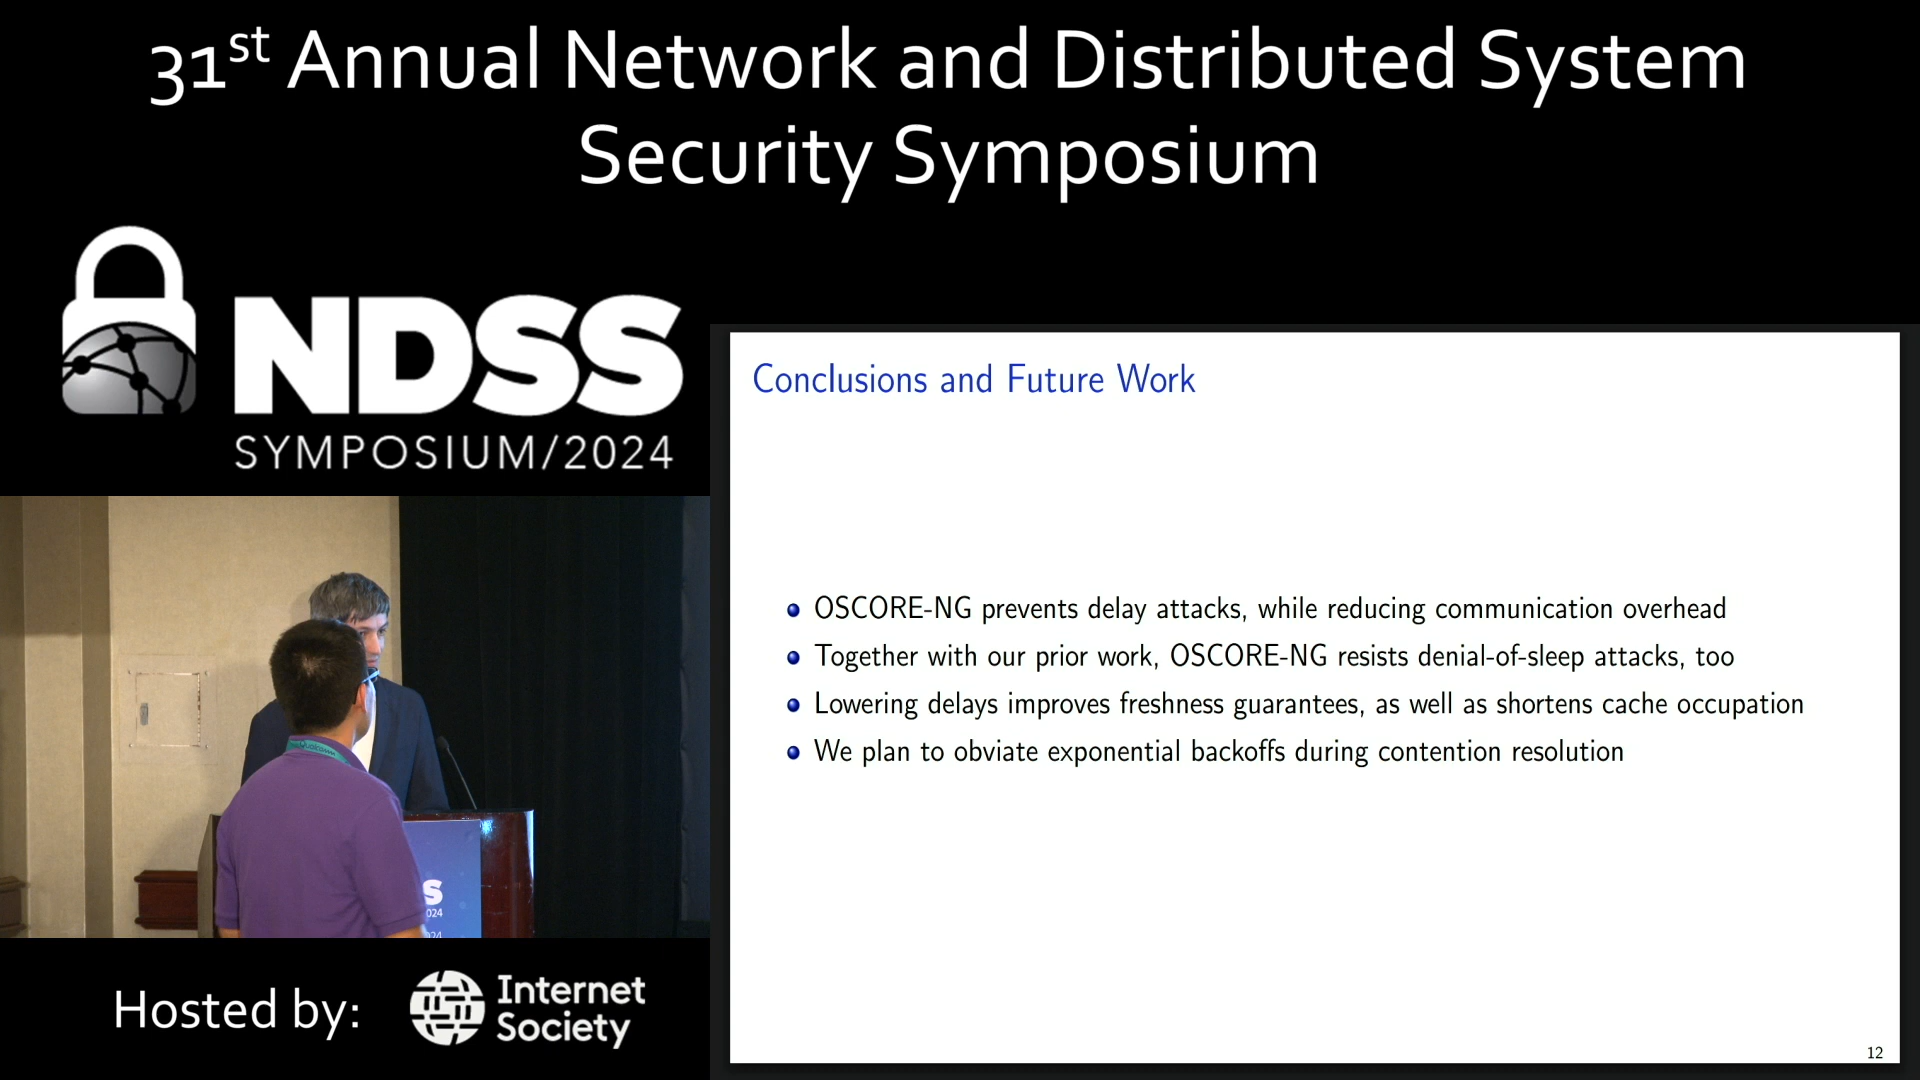 31st Annual Network and Distributed System
Security Symposium
NDSS
SYMPOSIUM/2024
Conclusions and Future Work
OSCORE-NG prevents delay attacks, while reducing communication overhead
Together with our prior work, OSCORE-NG resists denial-of-sleep attacks, too
Lowering delays improves freshness guarantees, as well as shortens cache occupation
We plan to obviate exponential backoffs during contention resolution
12
S
024
024
Hosted by:
Internet
Society